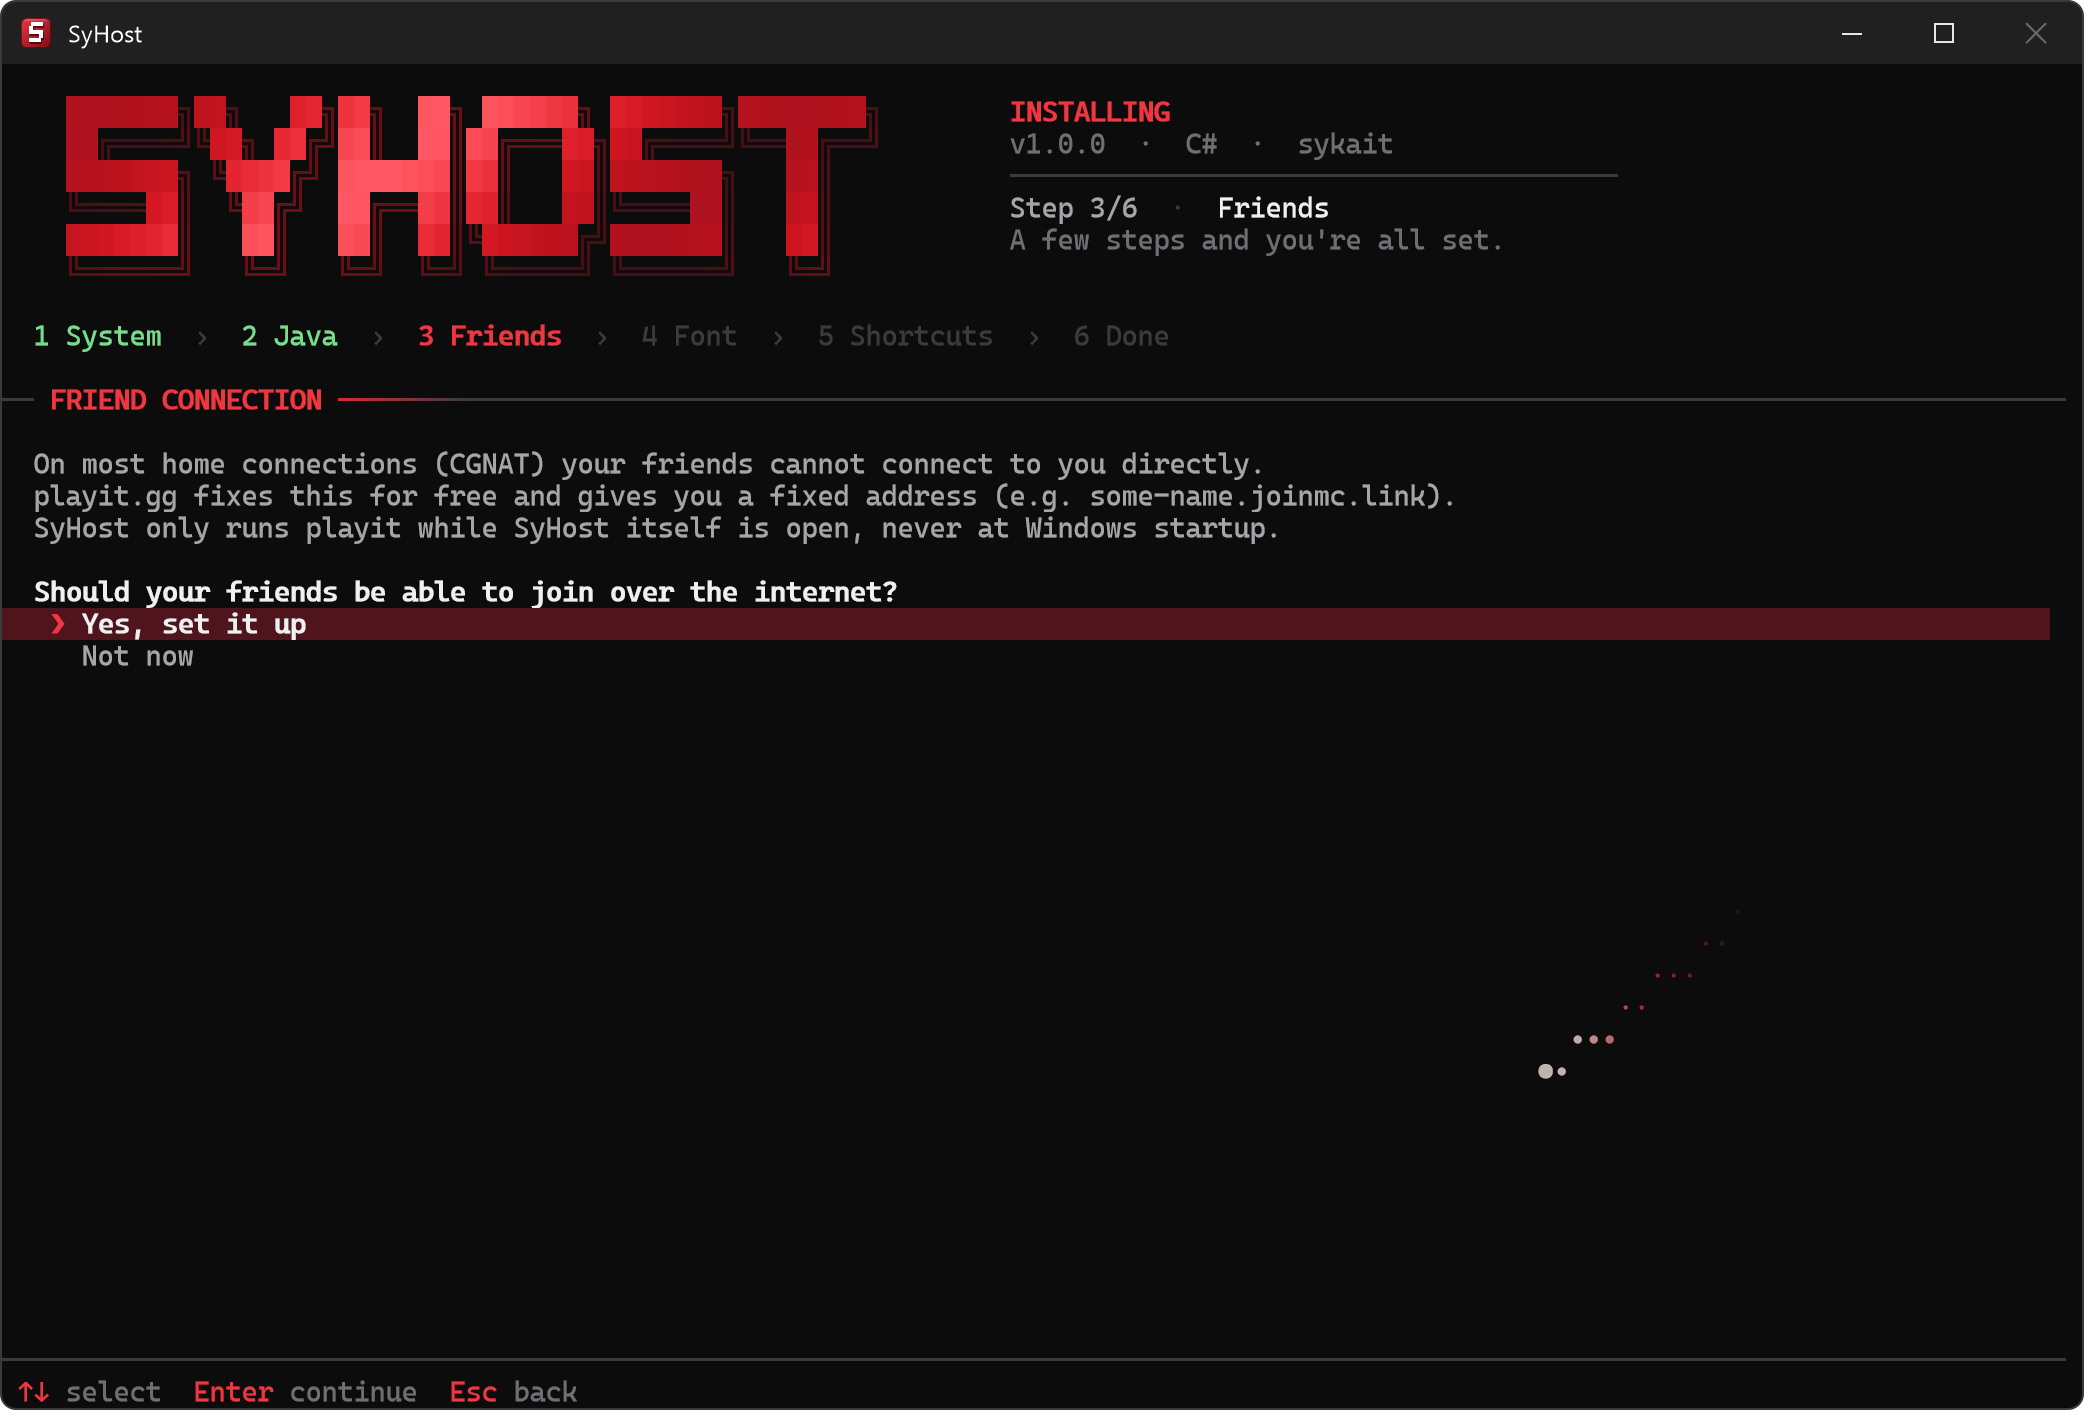 SyHost
SYHOST
INSTALLING
v1.0.0 · C# · sykait
Step 3/6 · Friends
A few steps and you're all set.
1 System › 2 Java › 3 Friends › 4 Font › 5 Shortcuts › 6 Done
FRIEND CONNECTION
On most home connections (CGNAT) your friends cannot connect to you directly.
playit.gg fixes this for free and gives you a fixed address (e.g. some-name.joinmc.link).
SyHost only runs playit while SyHost itself is open, never at Windows startup.
Should your friends be able to join over the internet?
❯ Yes, set it up
Not now
↑↓ select Enter continue Esc back